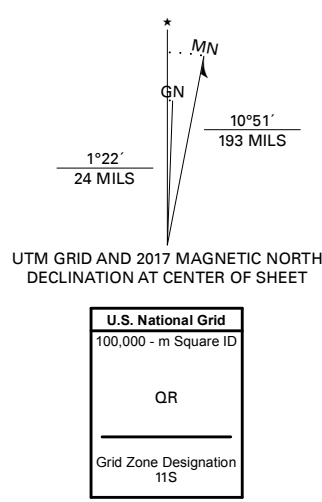 ★
MN
GN
10°51´
193 MILS
1°22´
24 MILS
UTM GRID AND 2017 MAGNETIC NORTH
DECLINATION AT CENTER OF SHEET
U.S. National Grid
100,000 - m Square ID
QR
Grid Zone Designation
11S